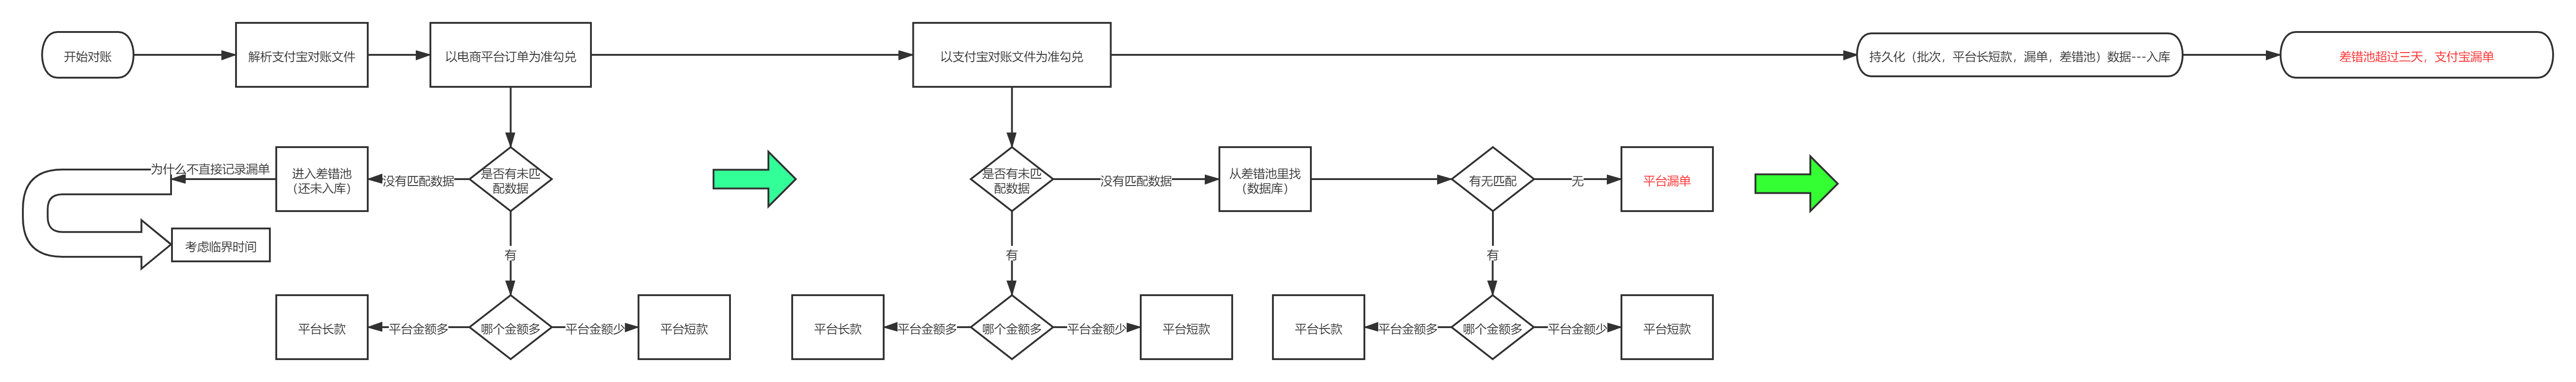 开始对账
解析支付宝对账文件
以电商平台订单为准勾兑
以支付宝对账文件为准勾兑
持久化（批次，平台长短款，漏单，差错池）数据---入库
差错池超过三天，支付宝漏单
为什么不直接记录漏单
进入差错池
（还未入库）
没有匹配数据
是否有未匹
配数据
是否有未匹
配数据
没有匹配数据
从差错池里找
（数据库）
有无匹配
无
平台漏单
考虑临界时间
有
有
有
平台长款
平台金额多
哪个金额多
平台金额少
平台短款
平台长款
平台金额多
哪个金额多
平台金额少
平台短款
平台长款
平台金额多
哪个金额多
平台金额少
平台短款